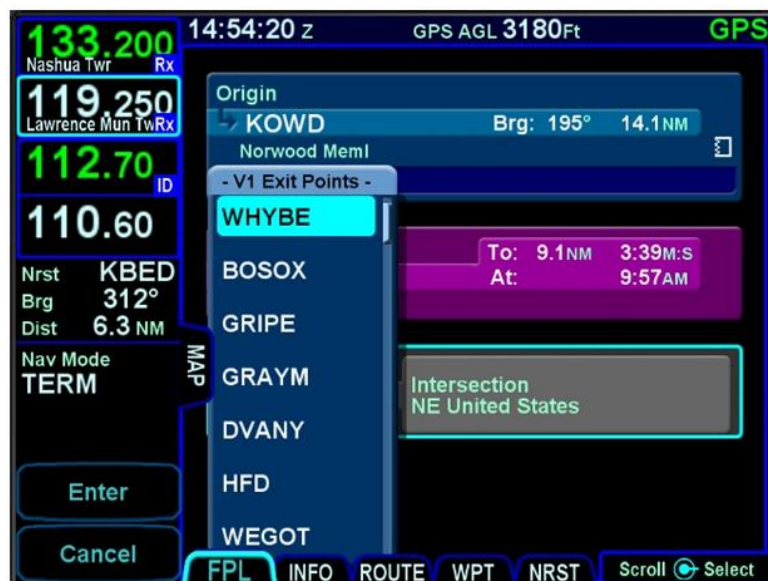 133.200
Nashua Twr Rx
119.250
Lawrence Mun Tw Rx
112.70
ID
110.60
Nrst KBED
Brg 312°
Dist 6.3 NM
Nav Mode
TERM
Enter
Cancel
14:54:20 Z GPS AGL 3180Ft GPS
Origin
KOWD Brg: 195° 14.1NM
Norwood Meml
- V1 Exit Points -
WHYBE
BOSOX
GRIPE
GRAYM
DVANY
HFD
WEGOT
To: 9.1NM 3:39M:S
At: 9:57AM
Intersection
NE United States
MAP
FPL INFO ROUTE WPT NRST Scroll Select